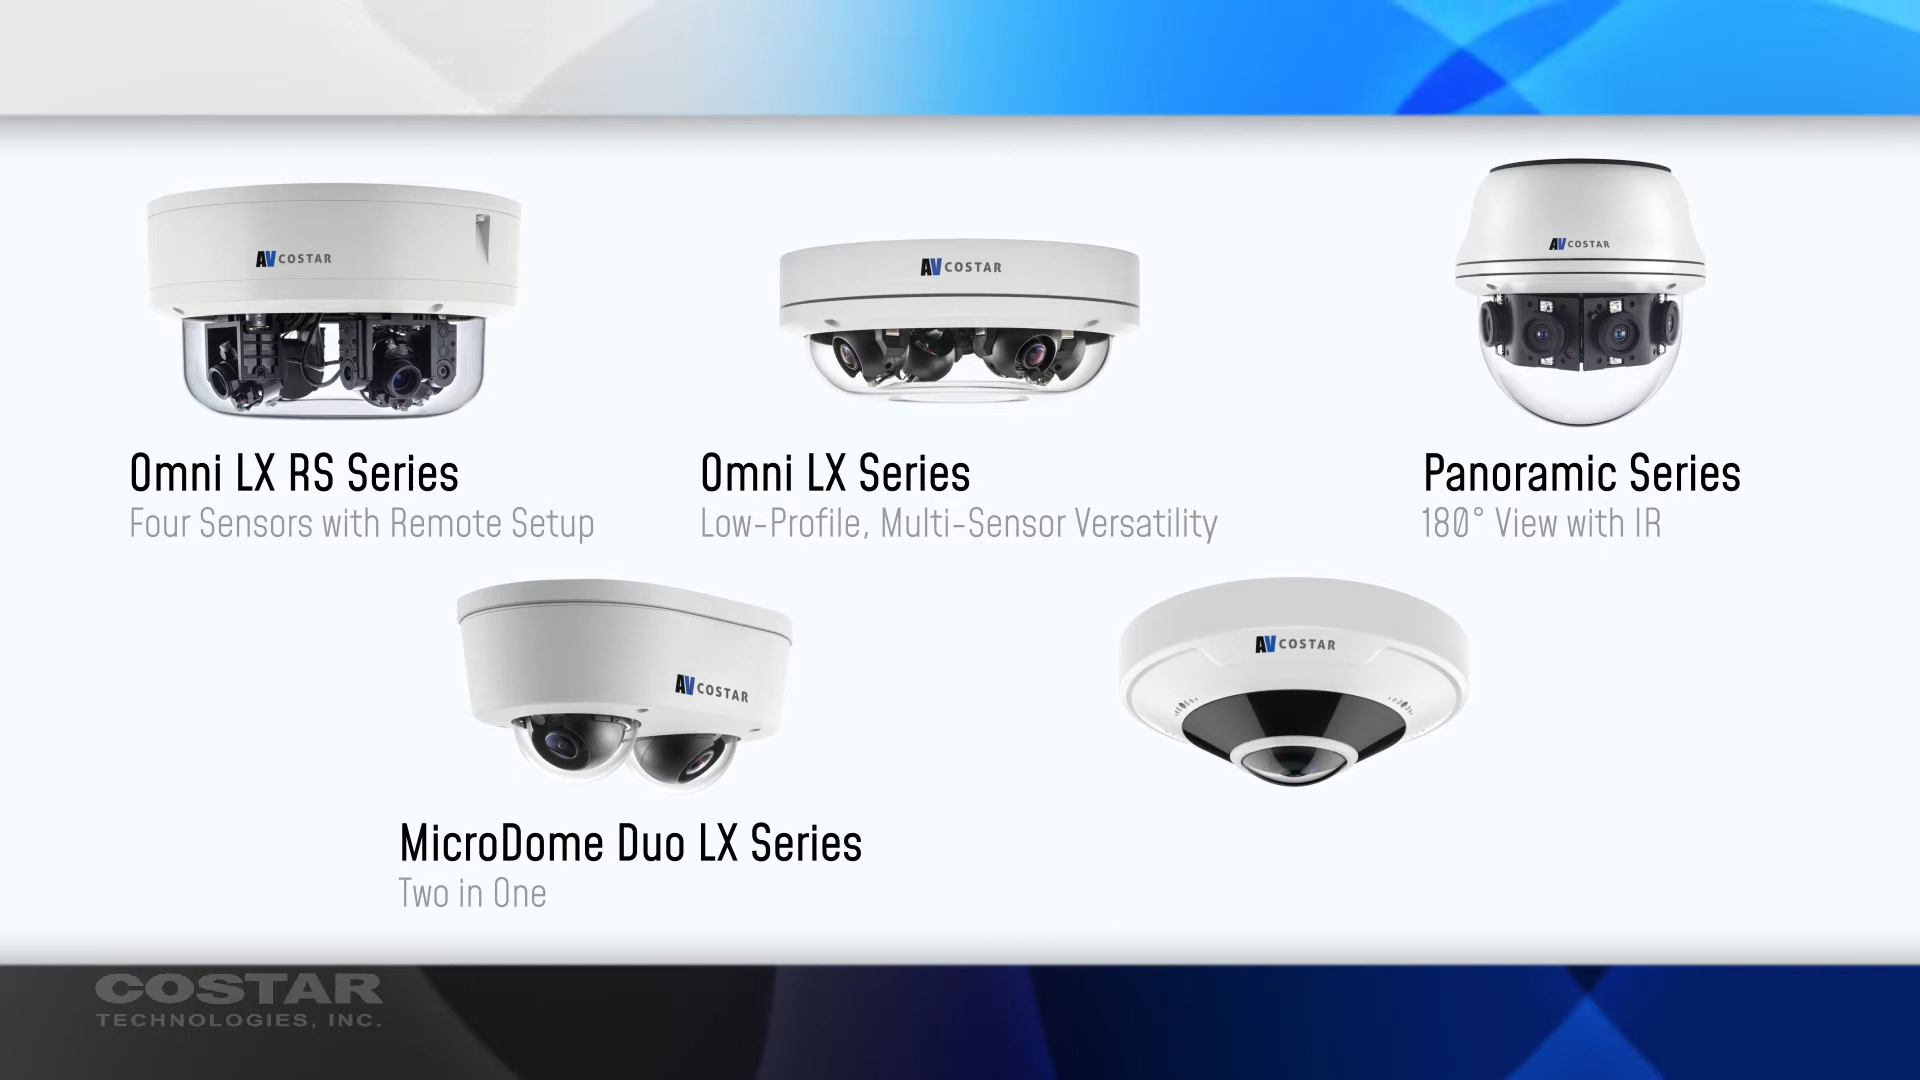 AV COSTAR
AV COSTAR
AV COSTAR
Omni LX RS Series
Four Sensors with Remote Setup
Omni LX Series
Low-Profile, Multi-Sensor Versatility
Panoramic Series
180° View with IR
AV COSTAR
AV COSTAR
MicroDome Duo LX Series
Two in One
COSTAR
TECHNOLOGIES, INC.